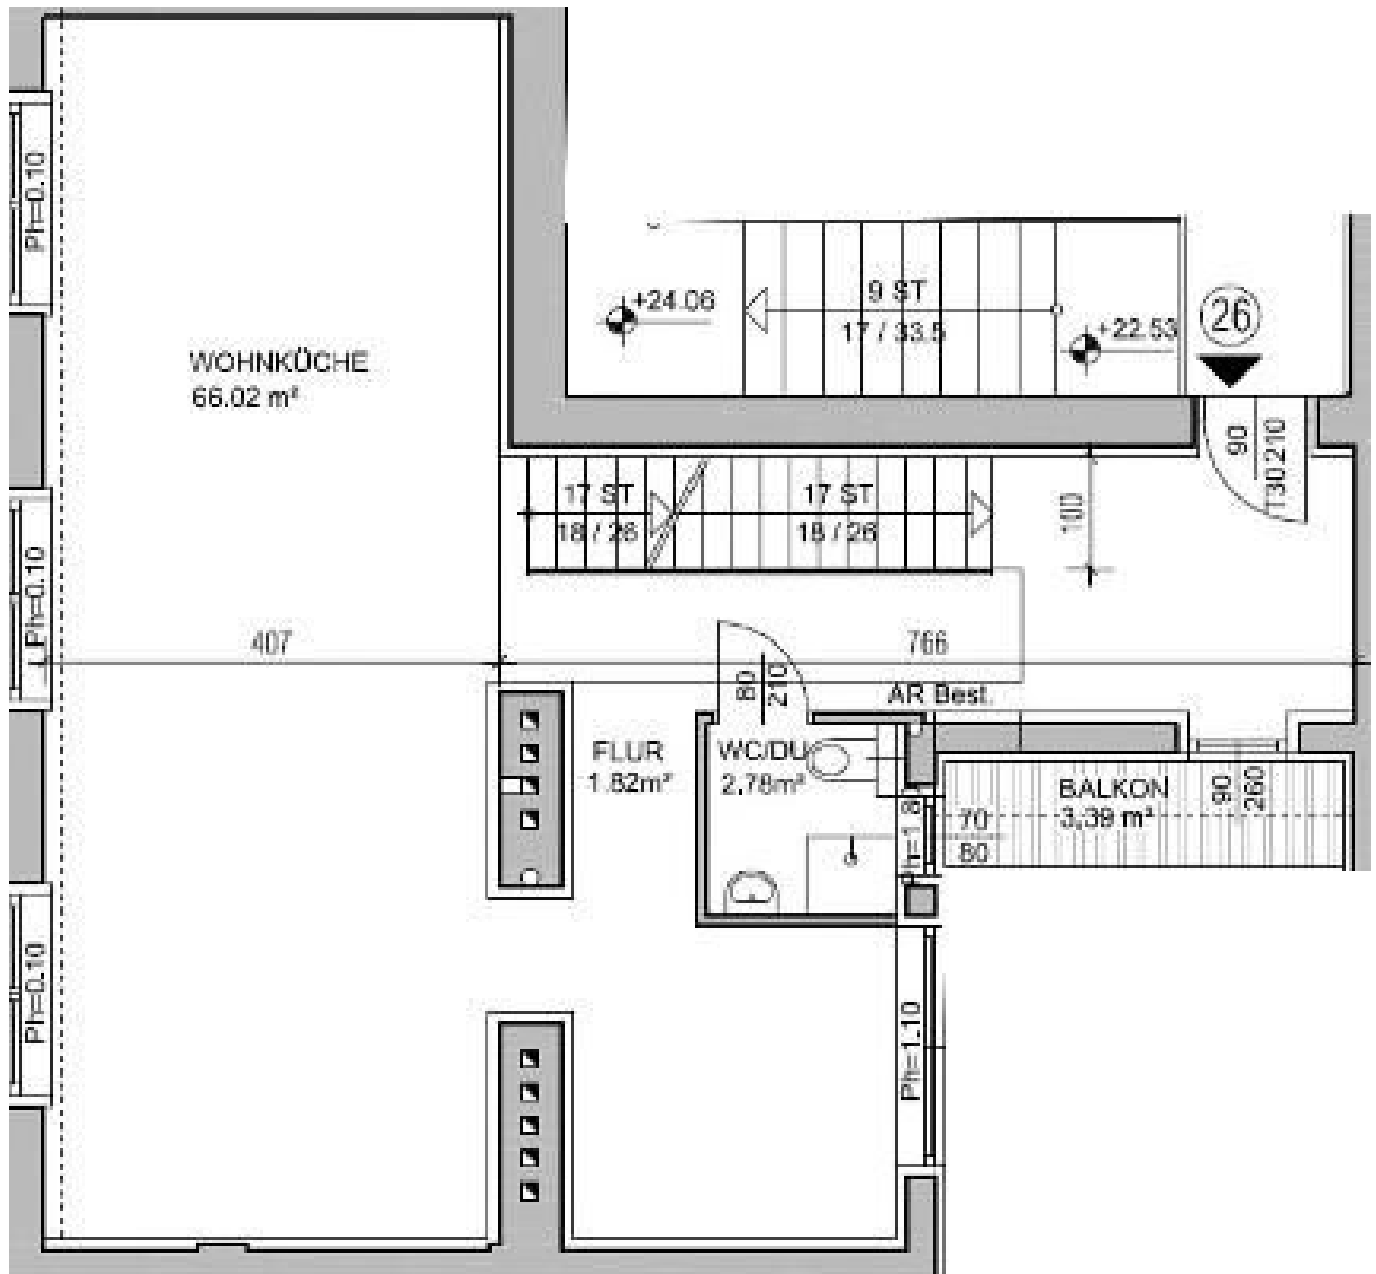 Ph=0.10
WOHNKÜCHE
66.02 m²
+24.06
9 ST
17 / 33.5
+22.53
26
90
T30 210
17 ST
18 / 26
17 ST
18 / 26
100
Ph=0.10
407
766
80
210
AR Best.
FLUR
1.82m²
WC/DU
2.78m²
BALKON
3,39 m²
90
260
70
80
Ph=1.8
Ph=0.10
Ph=1.10